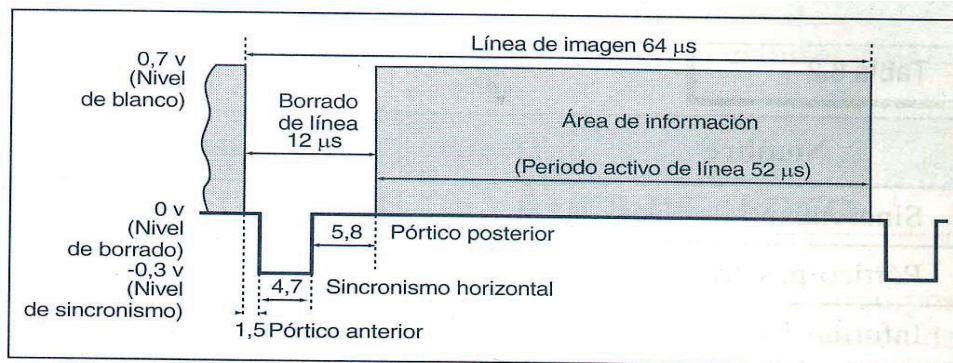 Línea de imagen 64 μs
0,7 v
(Nivel
de blanco)
Borrado
de línea
12 μs
Área de información
(Periodo activo de línea 52 μs)
0 v
(Nivel
de borrado)
-0,3 v
(Nivel
de sincronismo)
5,8 Pórtico posterior
4,7 Sincronismo horizontal
1,5 Pórtico anterior